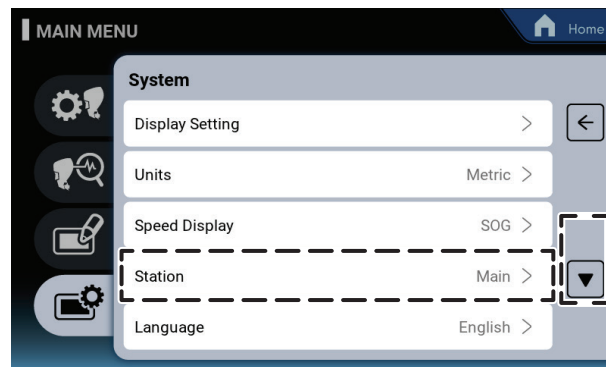 MAIN MENU
Home
System
Display Setting
Units Metric
Speed Display SOG
Station Main
Language English